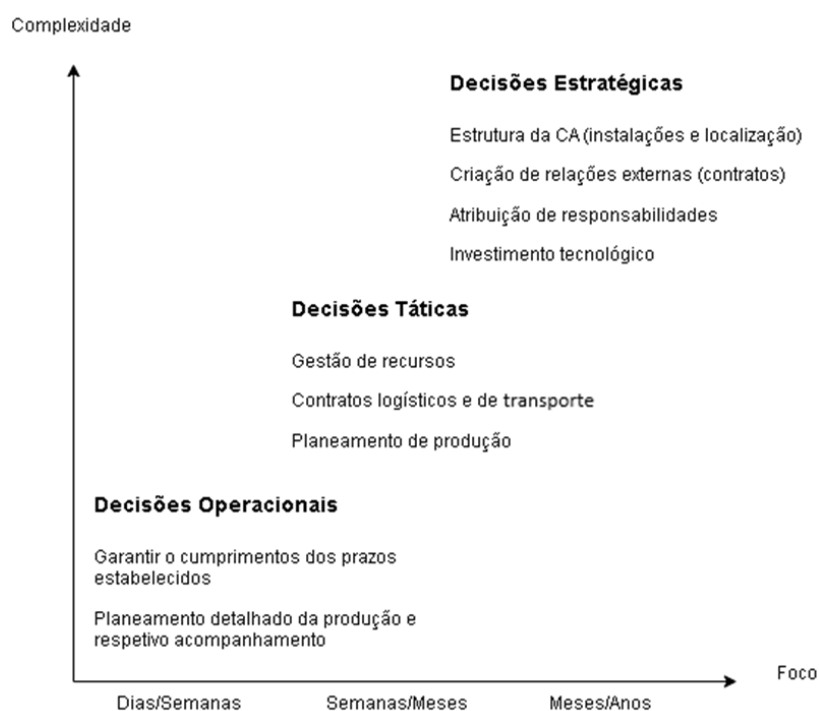 Complexidade
Decisões Estratégicas
Estrutura da CA (instalações e localização)
Criação de relações externas (contratos)
Atribuição de responsabilidades
Investimento tecnológico
Decisões Táticas
Gestão de recursos
Contratos logísticos e de transporte
Planeamento de produção
Decisões Operacionais
Garantir o cumprimentos dos prazos
estabelecidos
Planeamento detalhado da produção e
respetivo acompanhamento
Foco
Dias/Semanas
Semanas/Meses
Meses/Anos